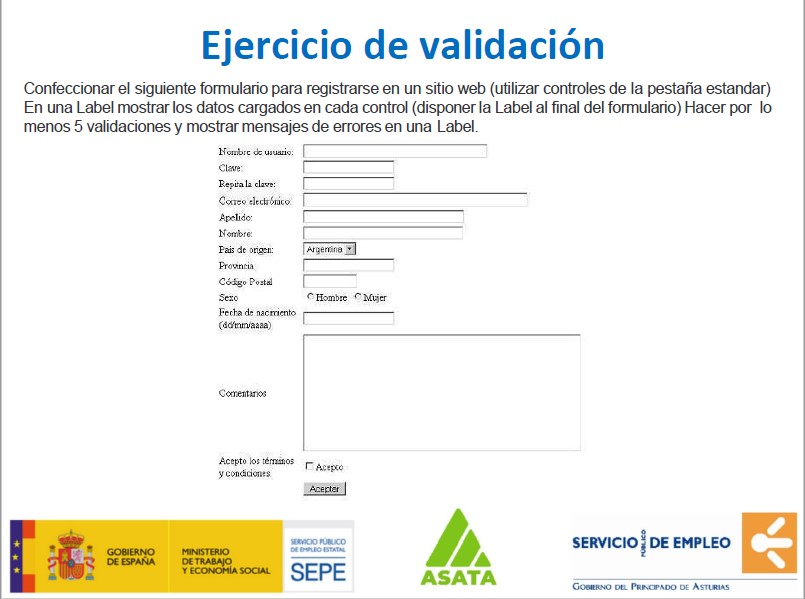 Ejercicio de validación
Confeccionar el siguiente formulario para registrarse en un sitio web (utilizar controles de la pestaña estandar)
En una Label mostrar los datos cargados en cada control (disponer la Label al final del formulario) Hacer por lo
menos 5 validaciones y mostrar mensajes de errores en una Label.
Nombre de usuario:
Clave:
Repita la clave:
Correo electrónico:
Apellido:
Nombre:
País de origen: Argentina
Provincia
Código Postal
Sexo Hombre Mujer
Fecha de nacimiento
(dd/mm/aaaa)
Comentarios
Acepto los términos
y condiciones Acepto
Aceptar
GOBIERNO
DE ESPAÑA
MINISTERIO
DE TRABAJO
Y ECONOMÍA SOCIAL
SERVICIO PÚBLICO
DE EMPLEO ESTATAL
SEPE
ASATA
SERVICIO PÚBLICO DE EMPLEO
GOBIERNO DEL PRINCIPADO DE ASTURIAS